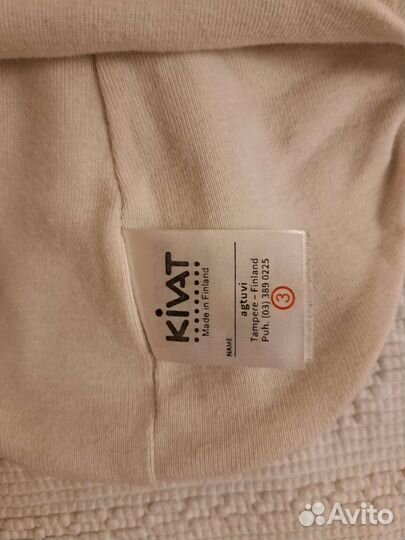 KIVAT
Made in Finland
NAME
agtuvi
Tampere – Finland
Puh. (03) 389 0225
3
Avito